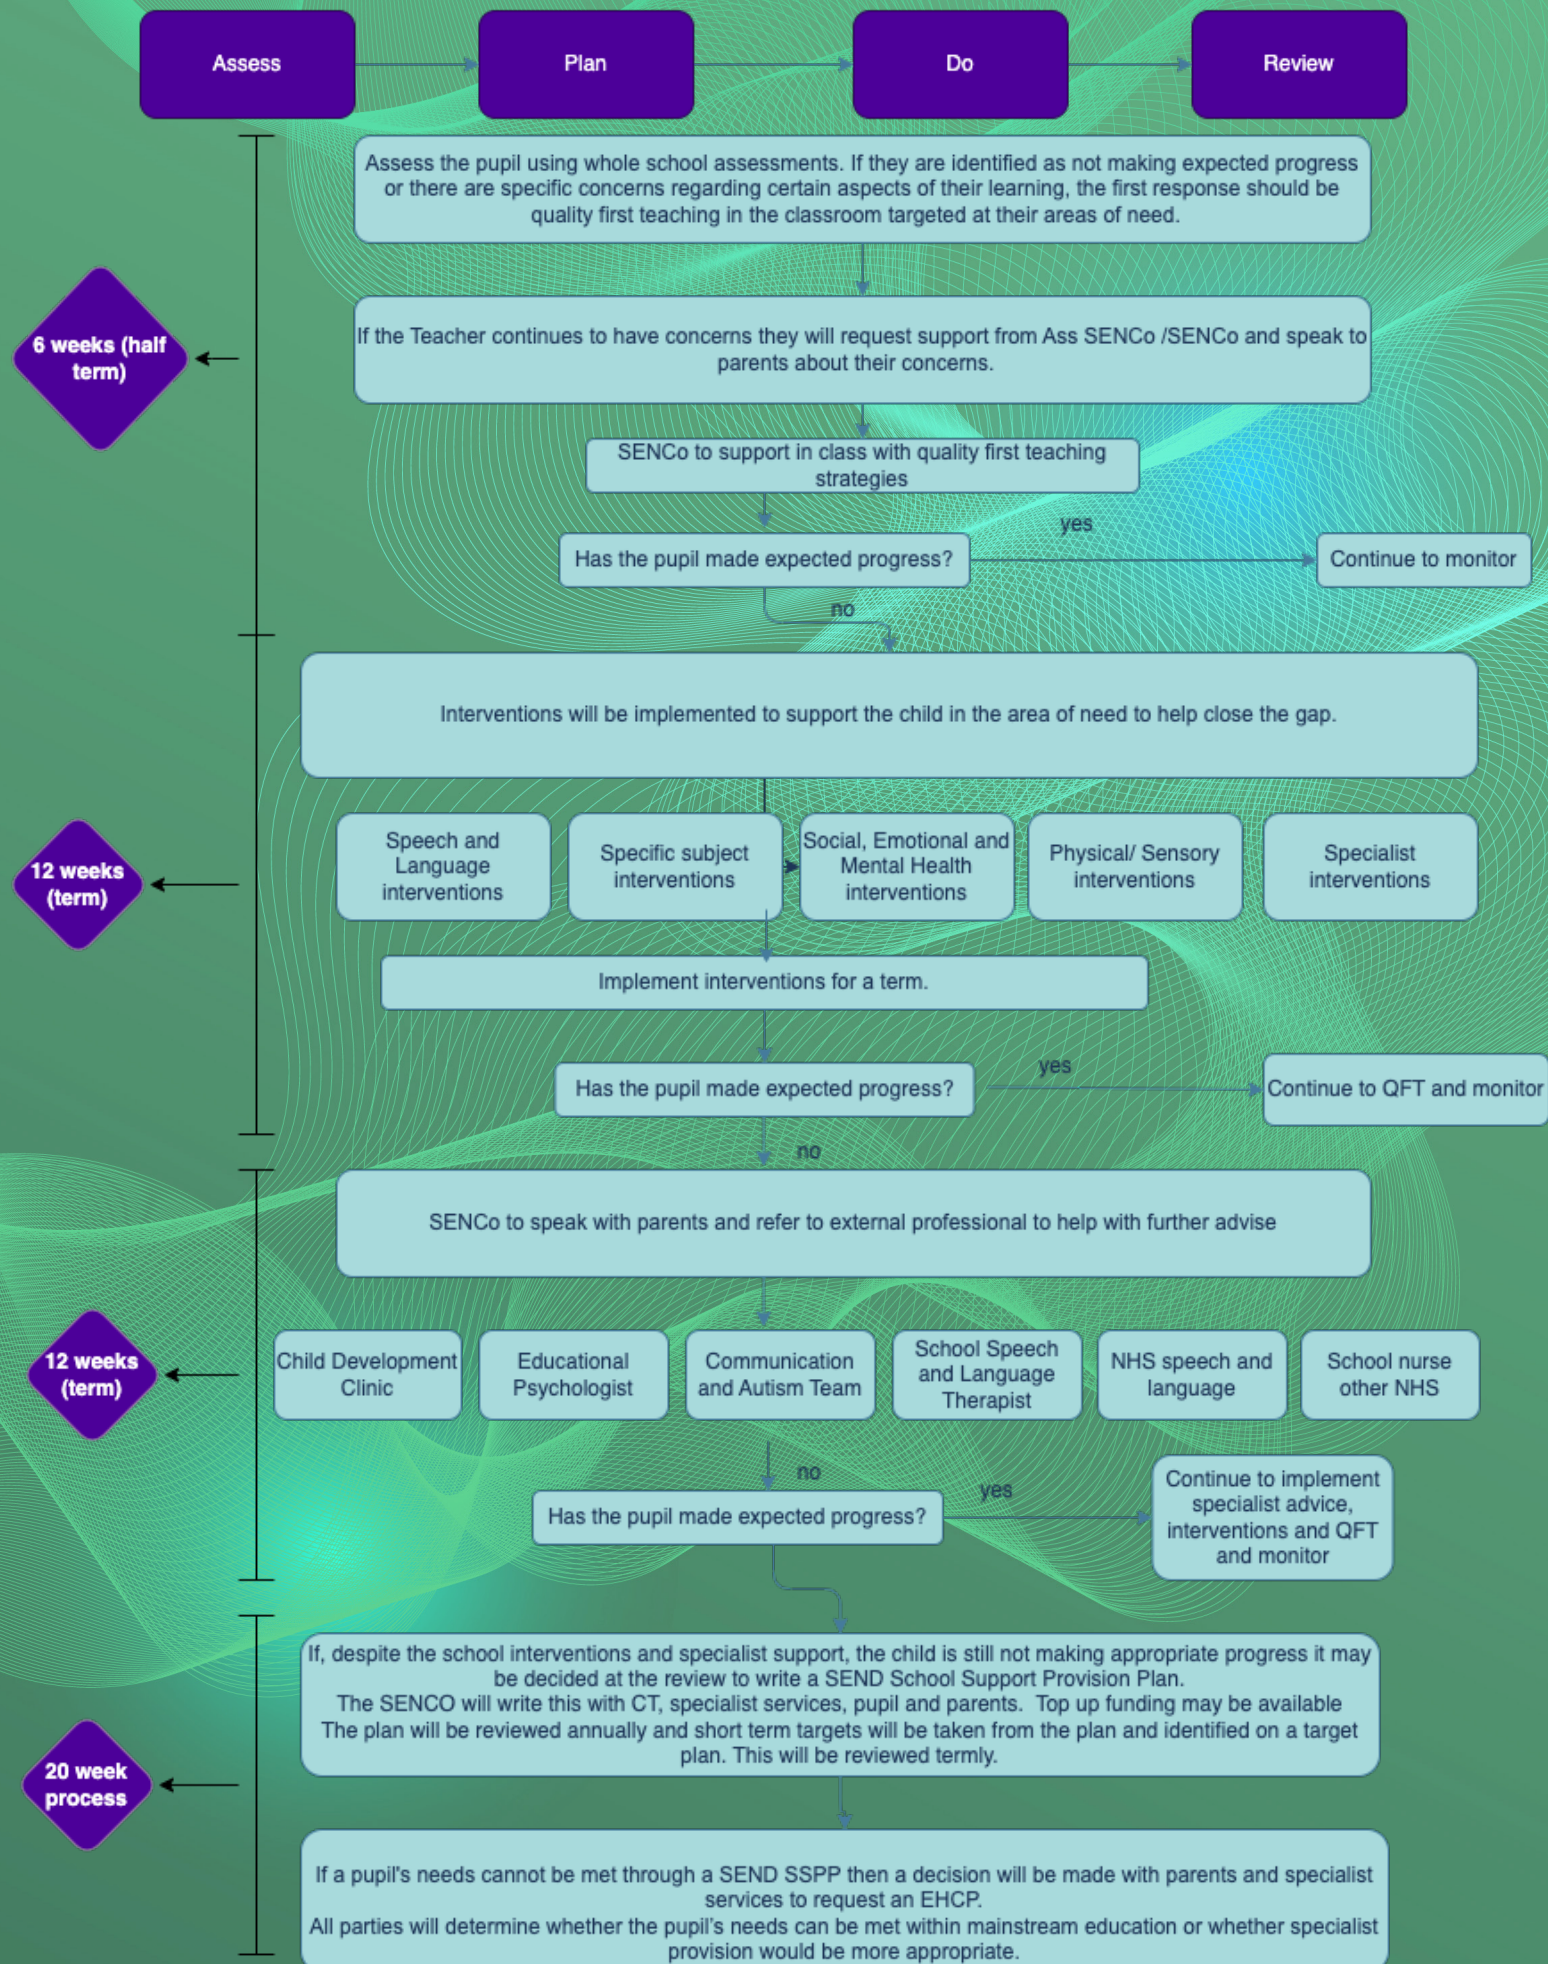 Assess
Plan
Do
Review
Assess the pupil using whole school assessments. If they are identified as not making expected progress
or there are specific concerns regarding certain aspects of their learning, the first response should be
quality first teaching in the classroom targeted at their areas of need.
6 weeks (half
term)
If the Teacher continues to have concerns they will request support from Ass SENCo /SENCo and speak to
parents about their concerns.
SENCo to support in class with quality first teaching
strategies
Has the pupil made expected progress?
yes
Continue to monitor
no
Interventions will be implemented to support the child in the area of need to help close the gap.
12 weeks
(term)
Speech and
Language
interventions
Specific subject
interventions
Social, Emotional and
Mental Health
interventions
Physical/ Sensory
interventions
Specialist
interventions
Implement interventions for a term.
Has the pupil made expected progress?
yes
Continue to QFT and monitor
no
SENCo to speak with parents and refer to external professional to help with further advise
12 weeks
(term)
Child Development
Clinic
Educational
Psychologist
Communication
and Autism Team
School Speech
and Language
Therapist
NHS speech and
language
School nurse
other NHS
no
Has the pupil made expected progress?
yes
Continue to implement
specialist advice,
interventions and QFT
and monitor
If, despite the school interventions and specialist support, the child is still not making appropriate progress it may
be decided at the review to write a SEND School Support Provision Plan.
The SENCO will write this with CT, specialist services, pupil and parents.  Top up funding may be available
The plan will be reviewed annually and short term targets will be taken from the plan and identified on a target
plan. This will be reviewed termly.
20 week
process
If a pupil's needs cannot be met through a SEND SSPP then a decision will be made with parents and specialist
services to request an EHCP.
All parties will determine whether the pupil's needs can be met within mainstream education or whether specialist
provision would be more appropriate.